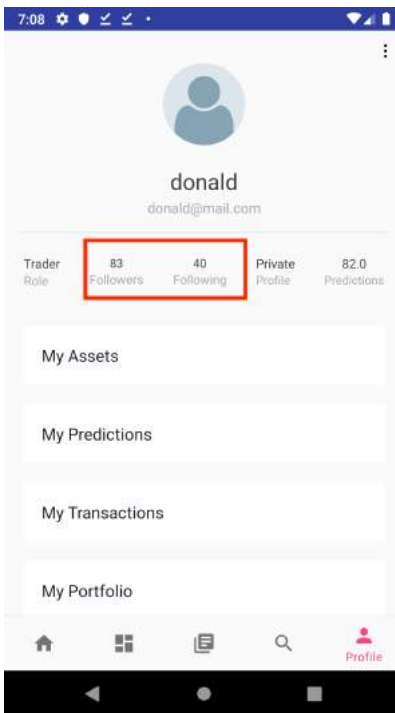 7:08
donald
donald@mail.com
Trader 83 40 Private 82.0
Role Followers Following Profile Predictions
My Assets
My Predictions
My Transactions
My Portfolio
Profile